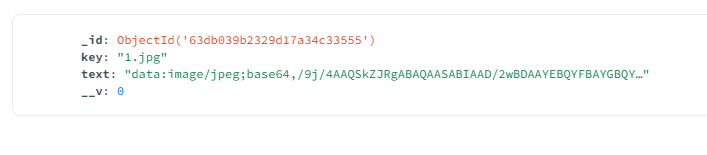 _id: ObjectId('63db039b2329d17a34c33555')
key: "1.jpg"
text: "data:image/jpeg;base64,/9j/4AAQSkZJRgABAQAASABIAAD/2wBDAAYEBQYFBAYGBQY…"
__v: 0